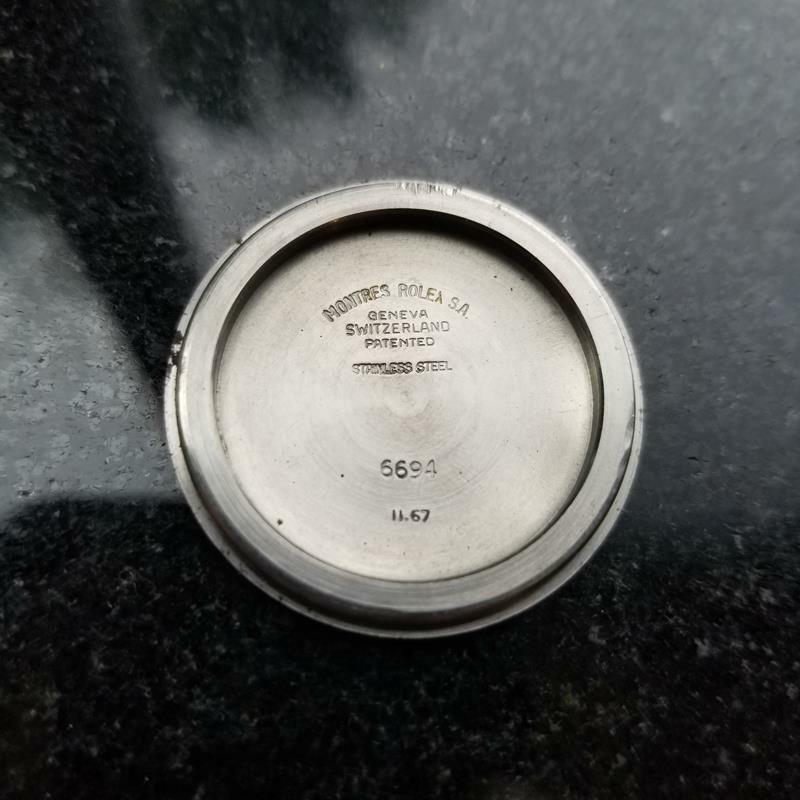 MONTRES ROLEX S.A.
GENEVA
SWITZERLAND
PATENTED
STAINLESS STEEL
6694
II.67